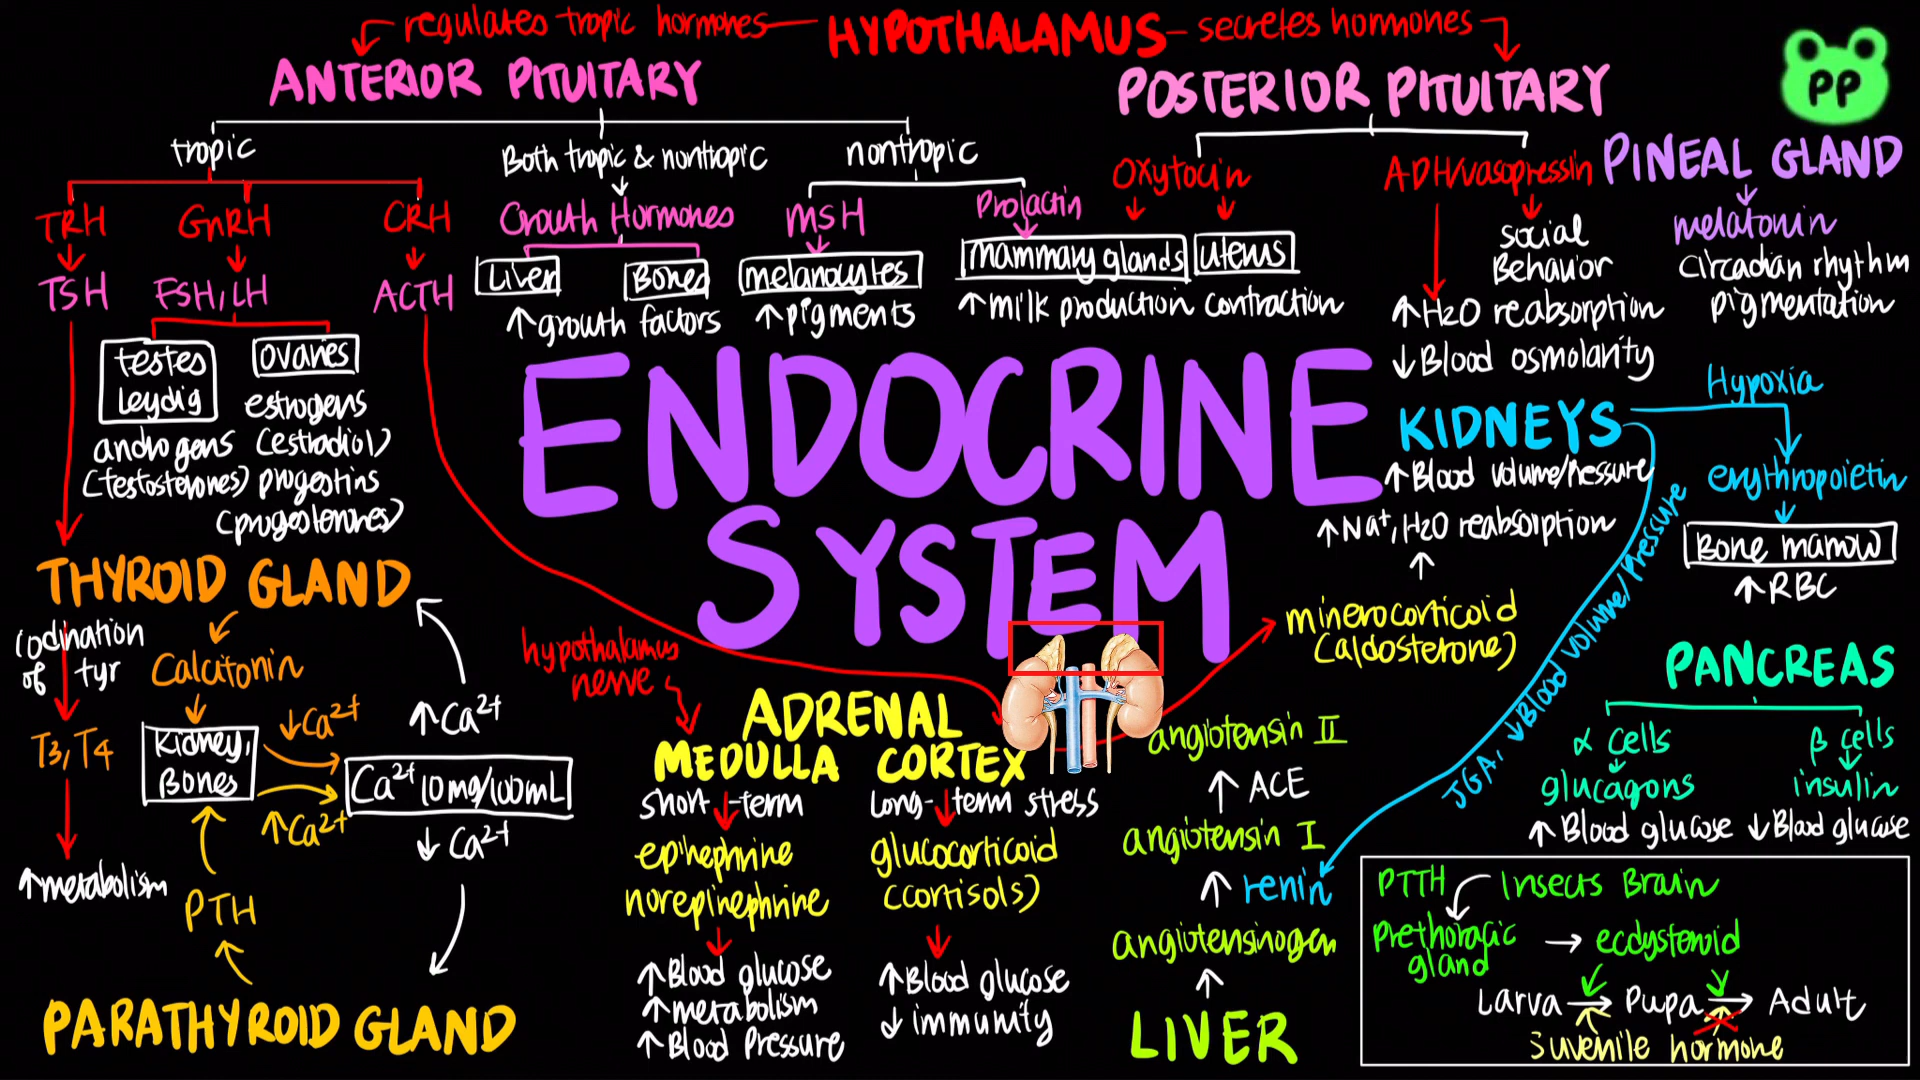 regulates tropic hormones
HYPOTHALAMUS
secretes hormones
ANTERIOR PITUITARY
POSTERIOR PITUITARY
PP
tropic
Both tropic & nontropic
nontropic
TRH
GnRH
CRH
TSH
FSH, LH
ACTH
testes
leydig
androgens
(testosterones)
ovaries
estrogens
(estradiol)
progestins
(progesterones)
Growth Hormones
Liver
Bones
↑growth factors
MSH
melanocytes
↑pigments
Prolactin
Oxytocin
mammary glands
uterus
↑milk production
contraction
ADH/vasopressin
social
Behavior
↑H2O reabsorption
↓Blood osmolarity
PINEAL GLAND
melatonin
circadian rhythm
pigmentation
ENDOCRINE
SYSTEM
KIDNEYS
↑Blood volume/Pressure
↑Na+, H2O reabsorption
Hypoxia
erythropoietin
Bone marrow
↑RBC
minerocorticoid
(aldosterone)
JGA, ↓Blood volume/Pressure
THYROID GLAND
iodination
of tyr
T3, T4
↑metabolism
Calcitonin
Kidney,
Bones
↓Ca2+
↑Ca2+
↑Ca2+
Ca2+ 10mg/100mL
↓Ca2+
PTH
PARATHYROID GLAND
hypothalamus
nerve
ADRENAL
MEDULLA
CORTEX
short-term
epinephrine
norepinephrine
↑Blood glucose
↑metabolism
↑Blood Pressure
long-term stress
glucocorticoid
(cortisols)
↑Blood glucose
↓immunity
angiotensin II
↑ACE
angiotensin I
↑renin
angiotensinogen
↑
LIVER
PANCREAS
α cells
glucagons
↑Blood glucose
β cells
insulin
↓Blood glucose
PTTH
Insects Brain
Prethoracic
gland
→ ecdysteroid
Larva → Pupa → Adult
Juvenile hormone